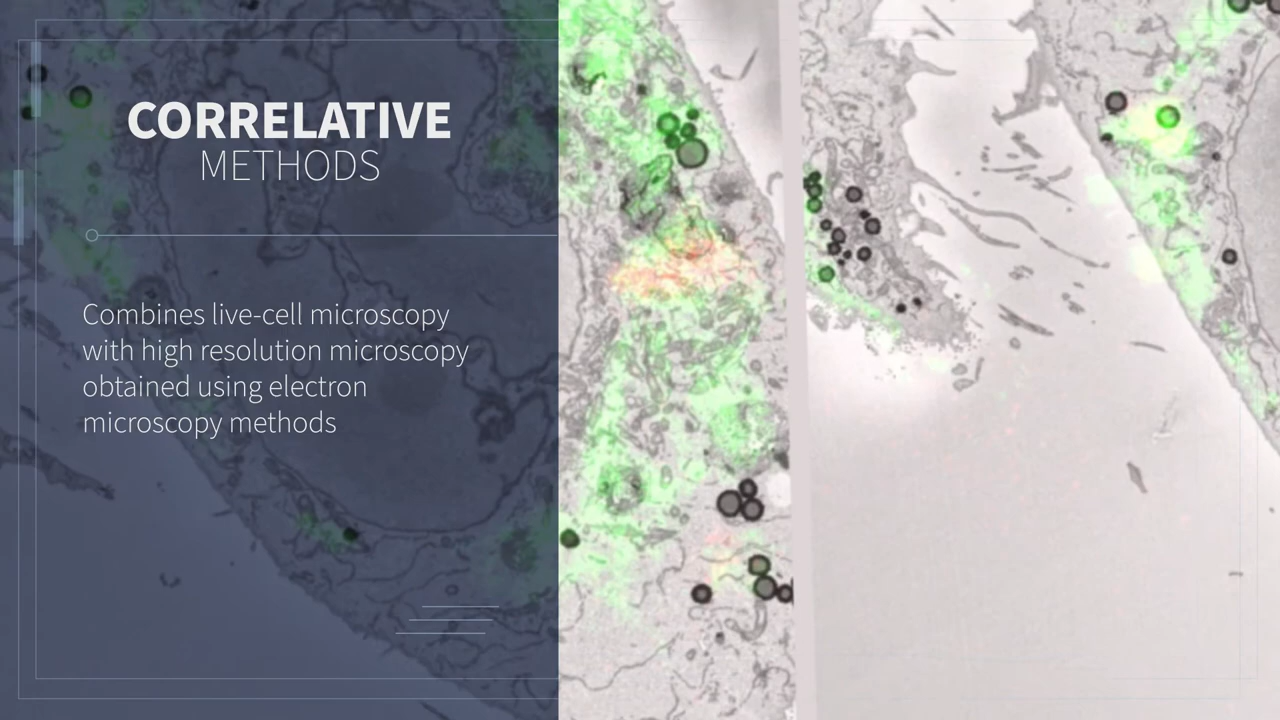 CORRELATIVE
METHODS
Combines live-cell microscopy
with high resolution microscopy
obtained using electron
microscopy methods